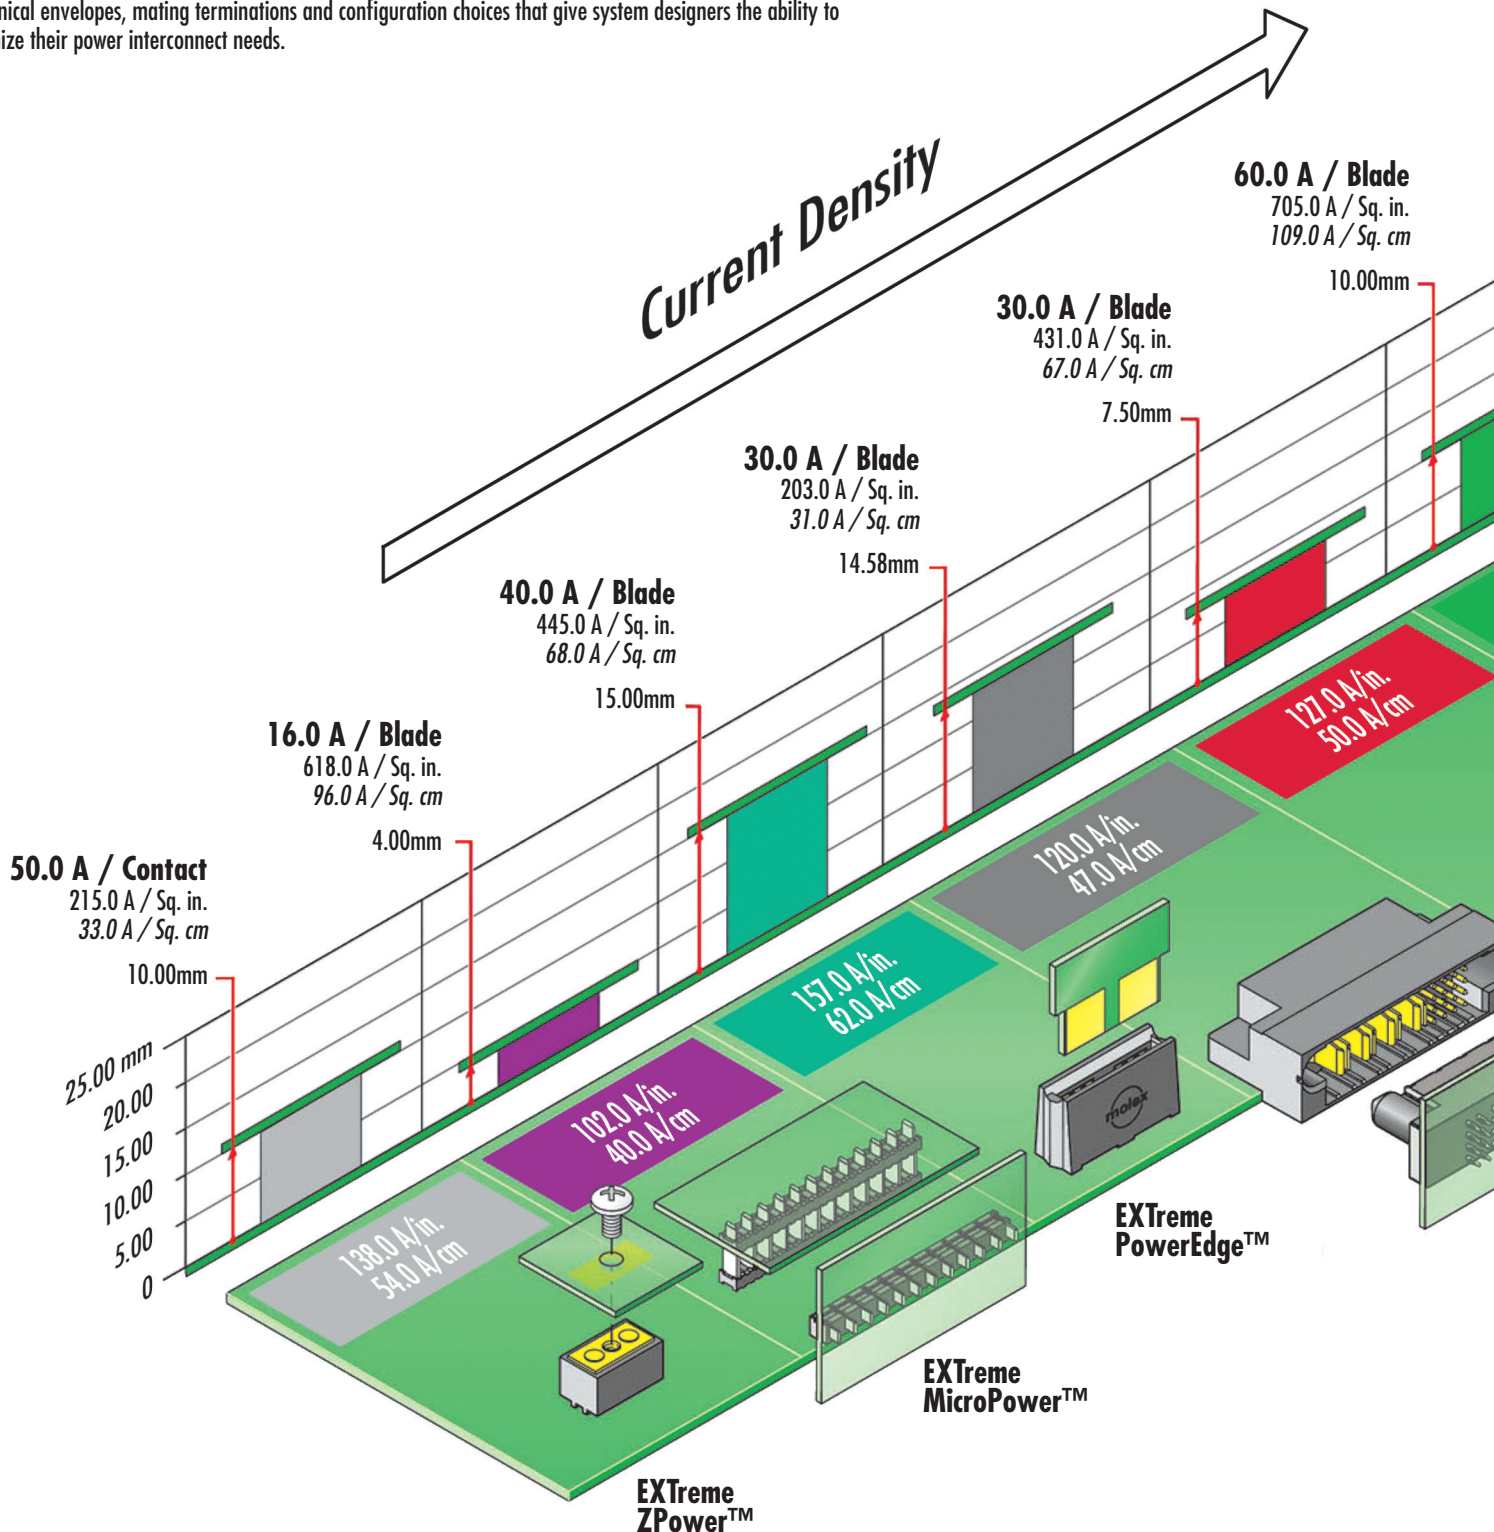 nical envelopes, mating terminations and configuration choices that give system designers the ability to
ize their power interconnect needs.
Current Density
60.0 A / Blade
705.0 A / Sq. in.
109.0 A / Sq. cm
10.00mm
30.0 A / Blade
431.0 A / Sq. in.
67.0 A / Sq. cm
7.50mm
30.0 A / Blade
203.0 A / Sq. in.
31.0 A / Sq. cm
14.58mm
40.0 A / Blade
445.0 A / Sq. in.
68.0 A / Sq. cm
15.00mm
16.0 A / Blade
618.0 A / Sq. in.
96.0 A / Sq. cm
4.00mm
50.0 A / Contact
215.0 A / Sq. in.
33.0 A / Sq. cm
10.00mm
25.00 mm
20.00
15.00
10.00
5.00
0
127.0 A/in.
50.0 A/cm
120.0 A/in.
47.0 A/cm
157.0 A/in.
62.0 A/cm
102.0 A/in.
40.0 A/cm
138.0 A/in.
54.0 A/cm
molex
EXTreme
PowerEdge™
EXTreme
MicroPower™
EXTreme
ZPower™